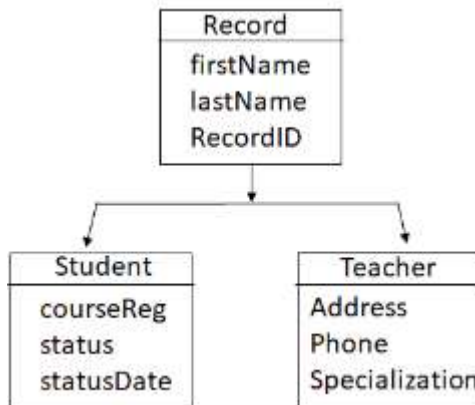 Record
firstName
lastName
RecordID
Student
courseReg
status
statusDate
Teacher
Address
Phone
Specialization